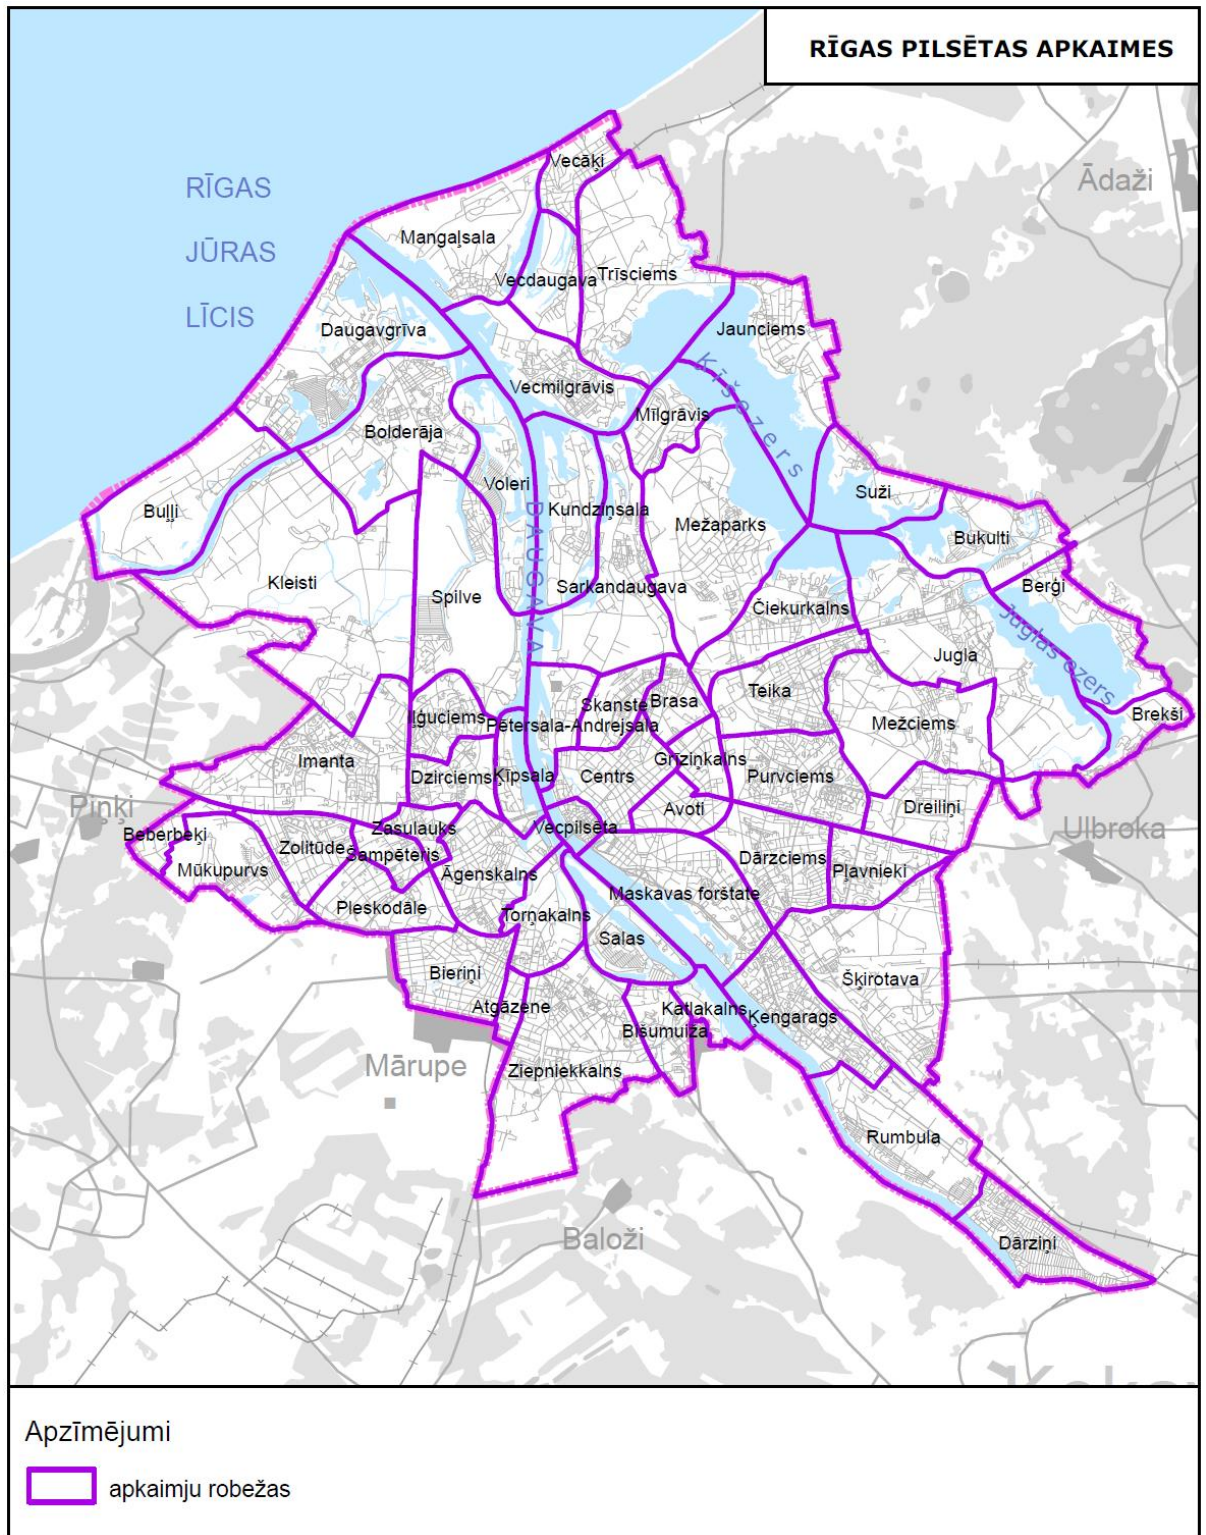 RĪGAS PILSĒTAS APKAIMES
RĪGAS
JŪRAS
LĪCIS
Ādaži
Vecāķi
Mangaļsala
Vecdaugava
Trīsciems
Daugavgrīva
Jaunciems
Ķīšezers
Vecmīlgrāvis
Mīlgrāvis
Bolderāja
Voleri
Suži
Buļļi
Kundziņsala
Mežaparks
Bukulti
DAUGAVA
Kleisti
Spilve
Sarkandaugava
Čiekurkalns
Berģi
Juglas ezers
Jugla
Teika
Skanste
Brasa
Iļģuciems
Pētersala-Andrejsala
Mežciems
Brekši
Imanta
Dzirciems
Ķīpsala
Centrs
Grīziņkalns
Purvciems
Piņķi
Avoti
Dreiliņi
Beberbeķi
Zasulauks
Vecpilsēta
Ulbroka
Zolitūde
Šampēteris
Mūkupurvs
Āgenskalns
Dārzciems
Pļavnieki
Pleskodāle
Torņakalns
Maskavas forštate
Salas
Bieriņi
Šķirotava
Atgāzene
Katlakalns
Ķengarags
Bišumuiža
Mārupe
Ziepniekkalns
Rumbula
Baloži
Dārziņi
Apzīmējumi
apkaimju robežas